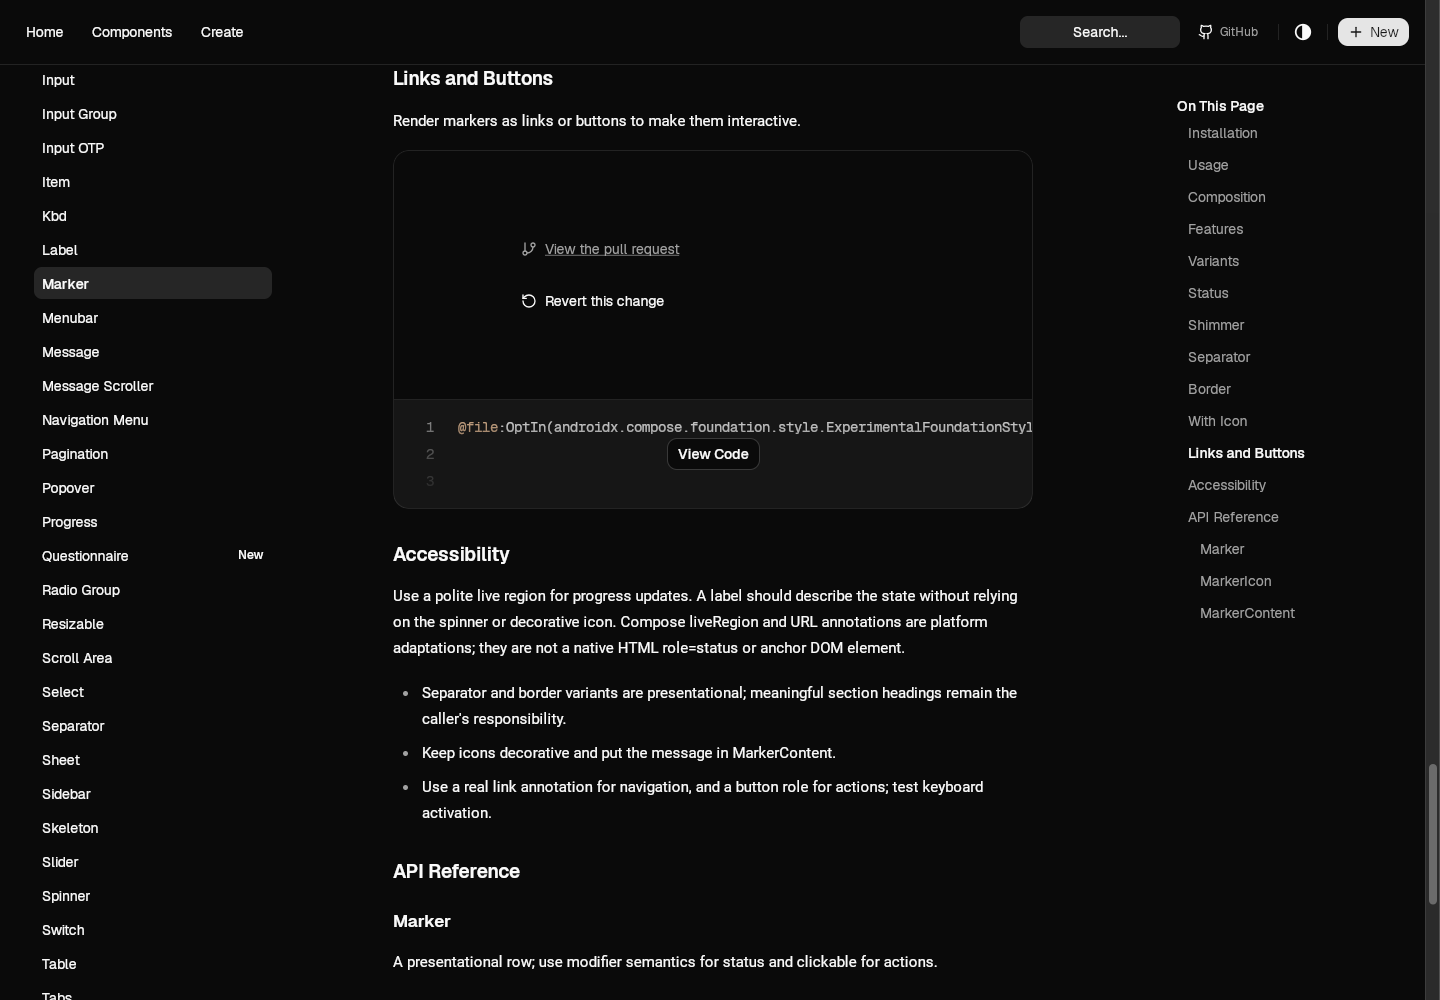 Home
Components
Create
Search...
GitHub
New
Input
Input Group
Input OTP
Item
Kbd
Label
Marker
Menubar
Message
Message Scroller
Navigation Menu
Pagination
Popover
Progress
Questionnaire
New
Radio Group
Resizable
Scroll Area
Select
Separator
Sheet
Sidebar
Skeleton
Slider
Spinner
Switch
Table
Tabs
Links and Buttons
Render markers as links or buttons to make them interactive.
View the pull request
Revert this change
1 @file:OptIn(androidx.compose.foundation.style.ExperimentalFoundationStyl
2
View Code
3
Accessibility
Use a polite live region for progress updates. A label should describe the state without relying
on the spinner or decorative icon. Compose liveRegion and URL annotations are platform
adaptations; they are not a native HTML role=status or anchor DOM element.
• Separator and border variants are presentational; meaningful section headings remain the
caller's responsibility.
• Keep icons decorative and put the message in MarkerContent.
• Use a real link annotation for navigation, and a button role for actions; test keyboard
activation.
API Reference
Marker
A presentational row; use modifier semantics for status and clickable for actions.
On This Page
Installation
Usage
Composition
Features
Variants
Status
Shimmer
Separator
Border
With Icon
Links and Buttons
Accessibility
API Reference
Marker
MarkerIcon
MarkerContent